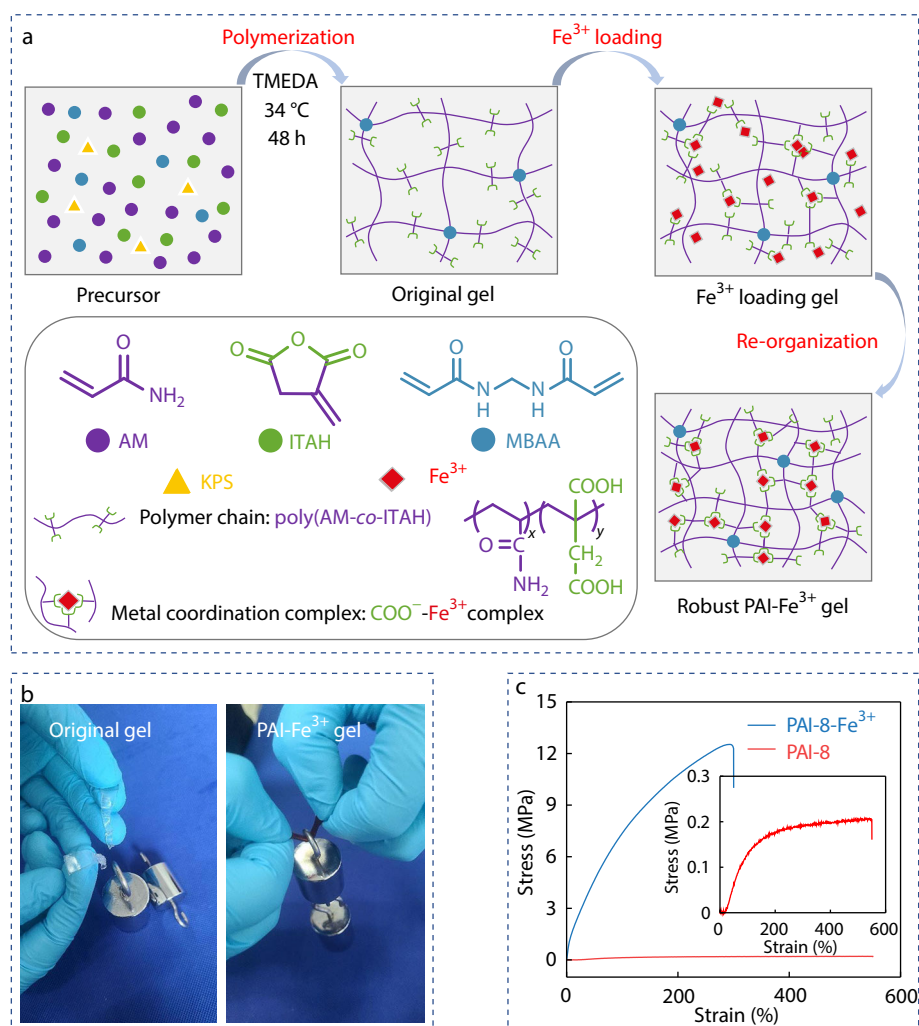 a
Polymerization
Fe³⁺ loading
TMEDA
34 °C
48 h
Precursor
Original gel
Fe³⁺ loading gel
Re-organization
O
NH₂
O
O
O
O
N
H
N
H
O
AM
ITAH
MBAA
KPS
Fe³⁺
Polymer chain: poly(AM-co-ITAH)
COOH
x
y
O
C
CH₂
NH₂
COOH
Metal coordination complex: COO⁻-Fe³⁺ complex
Robust PAI-Fe³⁺ gel
b
Original gel
PAI-Fe³⁺ gel
c
15
12
9
6
3
0
Stress (MPa)
0
200
400
600
Strain (%)
PAI-8-Fe³⁺
PAI-8
0.3
0.2
0.1
0
Stress (MPa)
0
200
400
600
Strain (%)